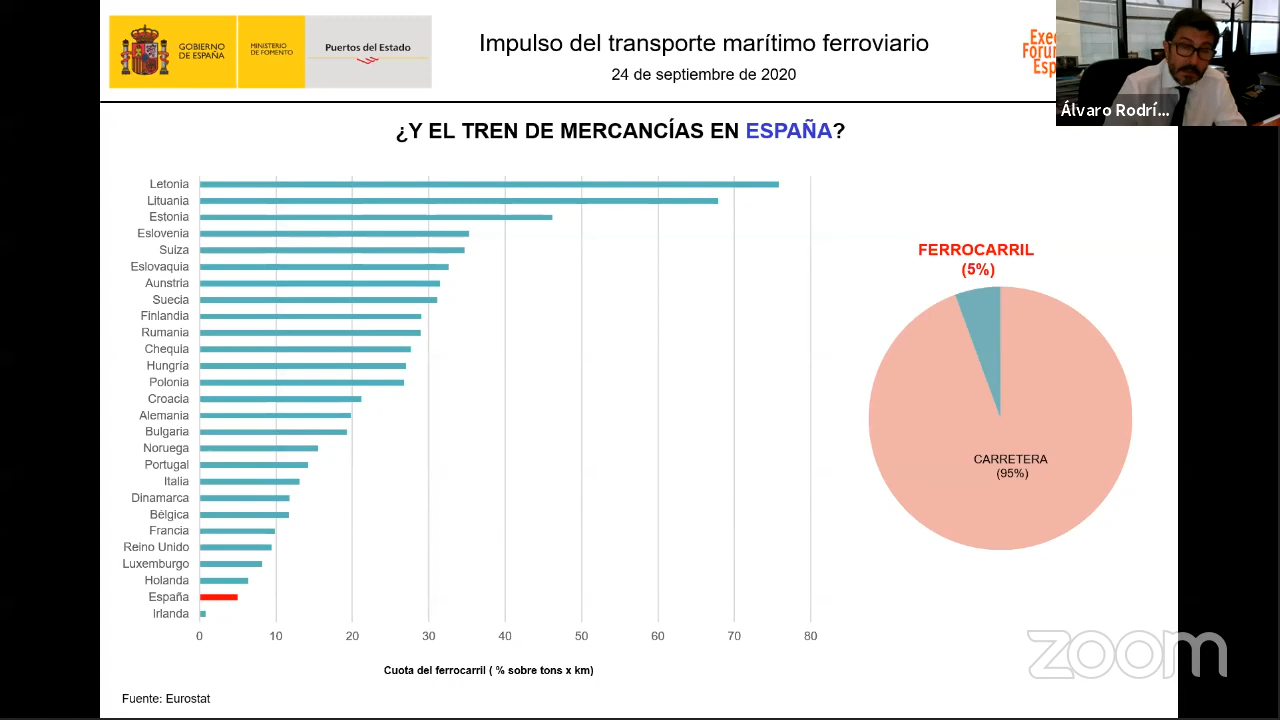 GOBIERNO
DE ESPAÑA
MINISTERIO
DE FOMENTO
Puertos del Estado
Impulso del transporte marítimo ferroviario
24 de septiembre de 2020
Álvaro Rodrí...
¿Y EL TREN DE MERCANCÍAS EN ESPAÑA?
Letonia
Lituania
Estonia
Eslovenia
Suiza
Eslovaquia
Aunstria
Suecia
Finlandia
Rumania
Chequia
Hungría
Polonia
Croacia
Alemania
Bulgaria
Noruega
Portugal
Italia
Dinamarca
Bélgica
Francia
Reino Unido
Luxemburgo
Holanda
España
Irlanda
0 10 20 30 40 50 60 70 80
Cuota del ferrocarril ( % sobre tons x km)
FERROCARRIL
(5%)
CARRETERA
(95%)
Fuente: Eurostat
zoom